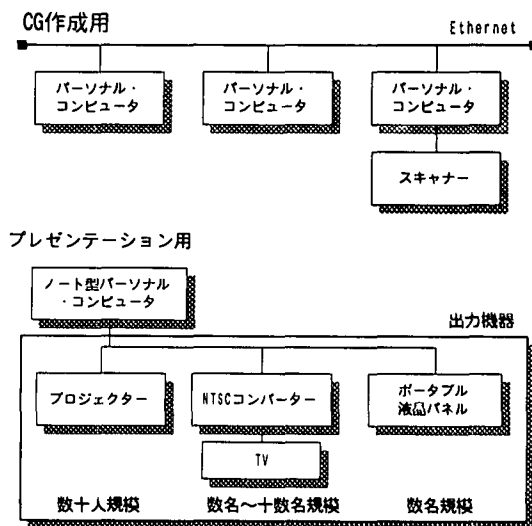 CG作成用
Ethernet
パーソナル・
コンピュータ
パーソナル・
コンピュータ
パーソナル・
コンピュータ
スキャナー
プレゼンテーション用
ノート型パーソナル
・コンピュータ
出力機器
プロジェクター
NTSCコンバーター
ポータブル
液晶パネル
TV
数十人規模
数名～十数名規模
数名規模